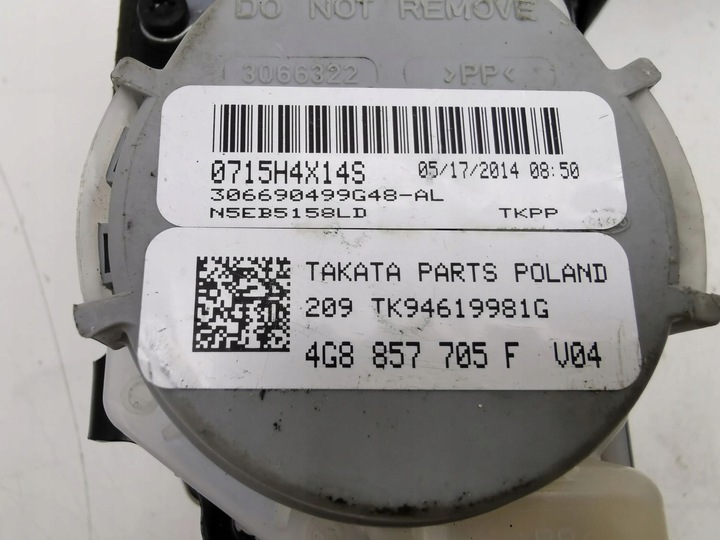 DO NOT REMOVE
3066322
>PP<
0715H4X14S 05/17/2014 08:50
306690499G48-AL
N5EB5158LD TKPP
TAKATA PARTS POLAND
209 TK94619981G
4G8 857 705 F V04